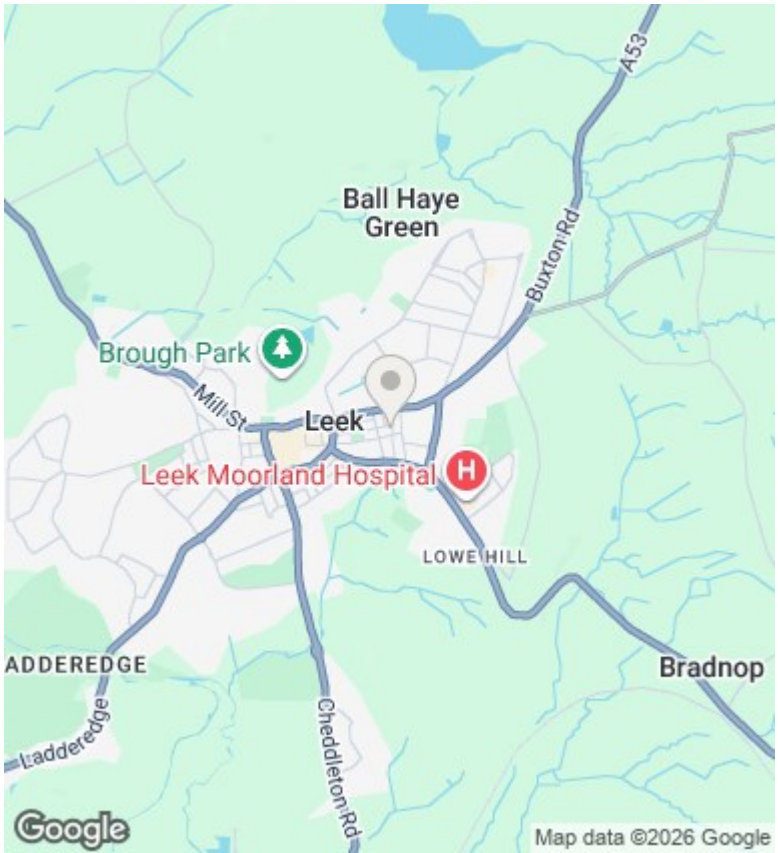 A53
Ball Haye
Green
Buxton Rd
Brough Park
Mill St
Leek
Leek Moorland Hospital
H
LOWE HILL
ADDEREDGE
Bradnop
Ladderedge
Cheddleton Rd
Google
Map data ©2026 Google